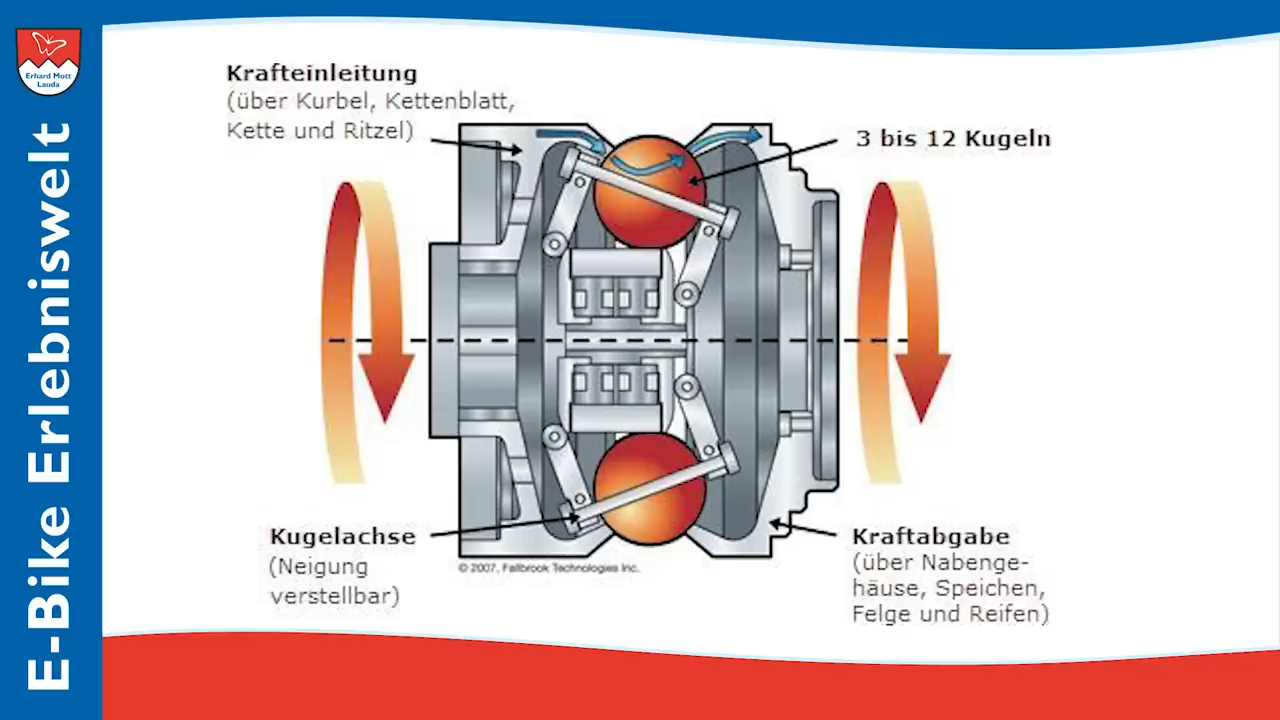 Erhard Mott
Lauda
E-Bike Erlebniswelt
Krafteinleitung
(über Kurbel, Kettenblatt,
Kette und Ritzel)
3 bis 12 Kugeln
Kugelachse
(Neigung
verstellbar)
Kraftabgabe
(über Nabenge-
häuse, Speichen,
Felge und Reifen)
© 2007, Fallbrook Technologies Inc.